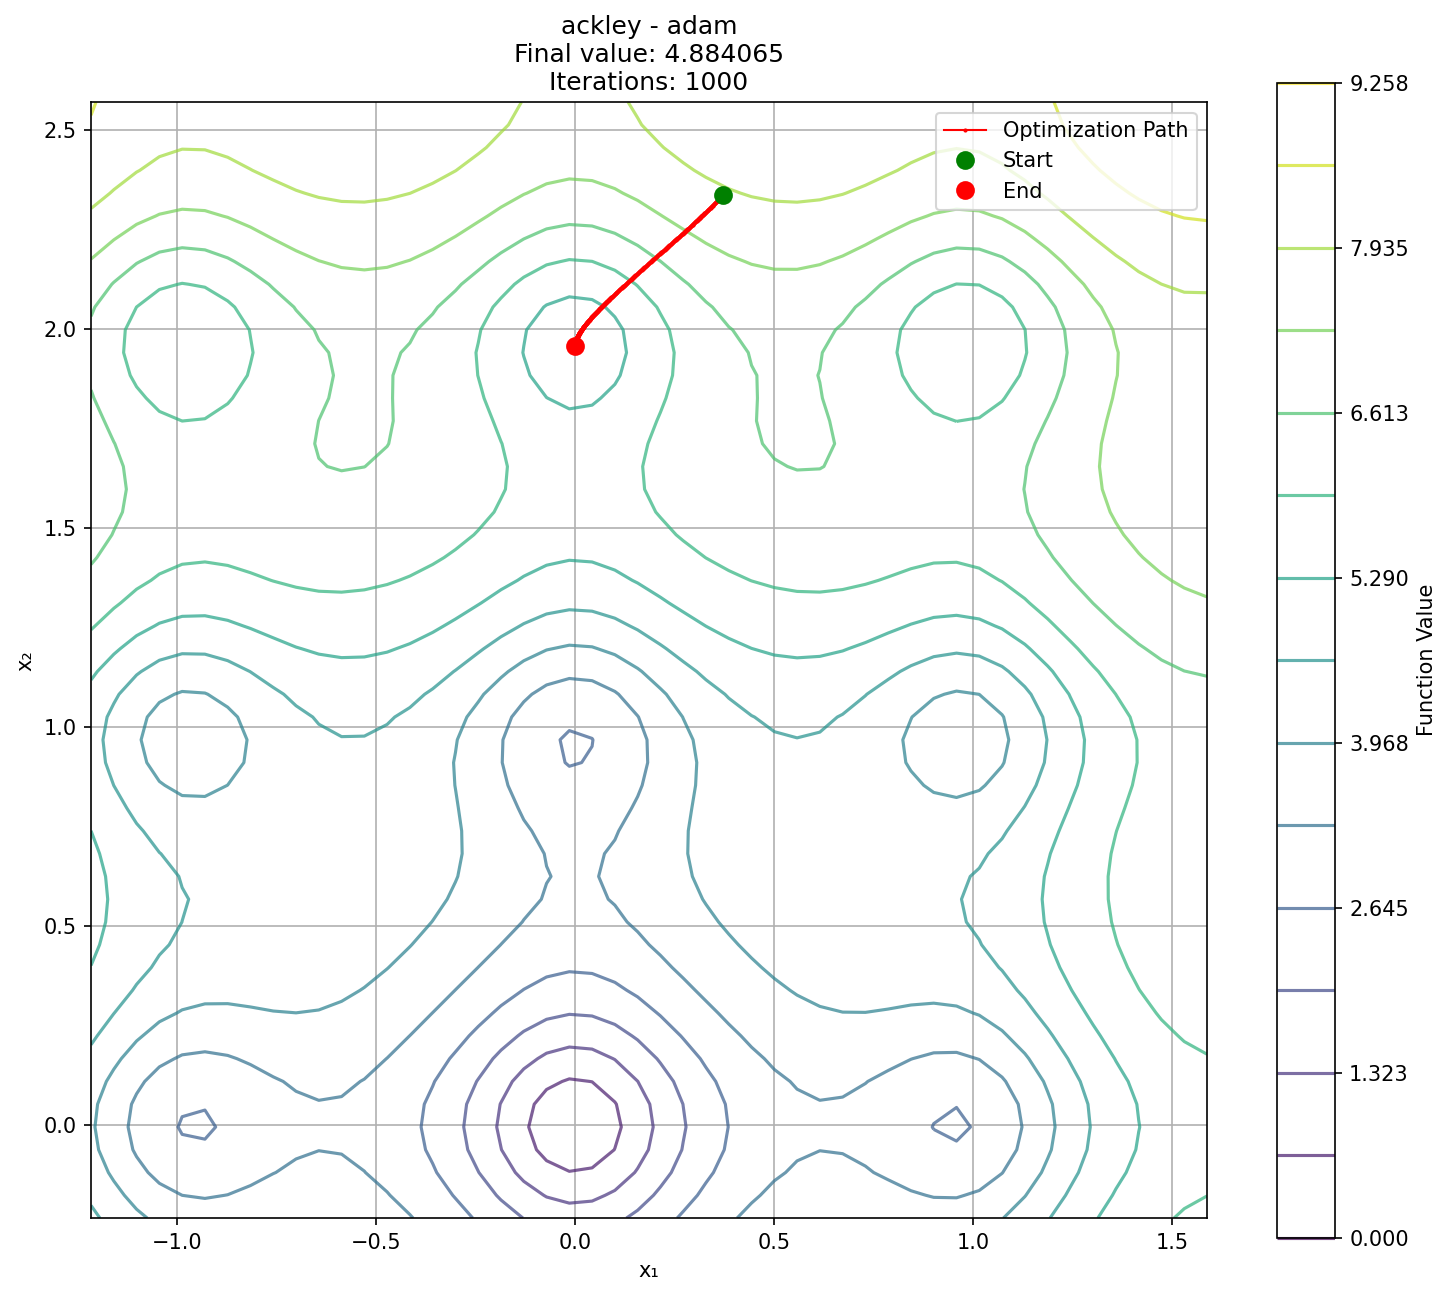 ackley - adam
Final value: 4.884065
Iterations: 1000
Optimization Path
Start
End
2.5
2.0
1.5
1.0
0.5
0.0
x₂
−1.0
−0.5
0.0
0.5
1.0
1.5
x₁
9.258
7.935
6.613
5.290
3.968
2.645
1.323
0.000
Function Value